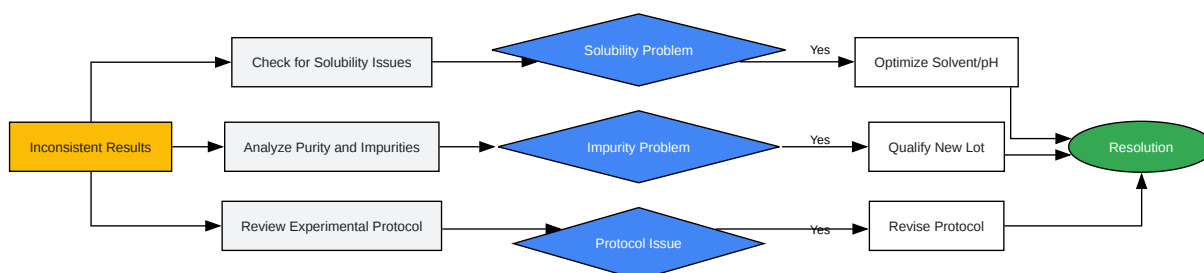 Solubility Problem
Check for Solubility Issues
Yes
Optimize Solvent/pH
Inconsistent Results
Analyze Purity and Impurities
Impurity Problem
Yes
Qualify New Lot
Resolution
Review Experimental Protocol
Protocol Issue
Yes
Revise Protocol